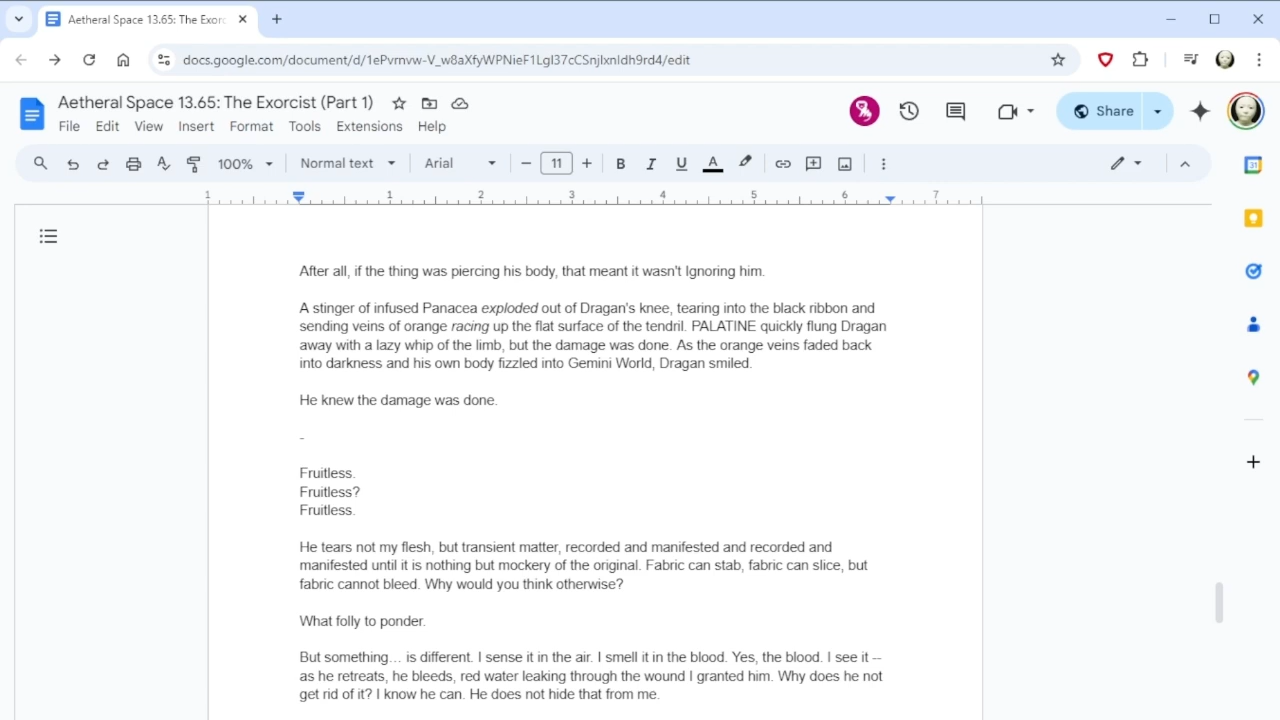 Aetheral Space 13.65: The Exorc
docs.google.com/document/d/1ePvrnvw-V_w8aXfyWPNieF1LgI37cCSnjlxnldh9rd4/edit
Aetheral Space 13.65: The Exorcist (Part 1)
Share
File Edit View Insert Format Tools Extensions Help
100% Normal text Arial 11 B I U A
31
1 1 2 3 4 5 6 7
After all, if the thing was piercing his body, that meant it wasn't Ignoring him.
A stinger of infused Panacea exploded out of Dragan's knee, tearing into the black ribbon and
sending veins of orange racing up the flat surface of the tendril. PALATINE quickly flung Dragan
away with a lazy whip of the limb, but the damage was done. As the orange veins faded back
into darkness and his own body fizzled into Gemini World, Dragan smiled.
He knew the damage was done.
-
Fruitless.
Fruitless?
Fruitless.
He tears not my flesh, but transient matter, recorded and manifested and recorded and
manifested until it is nothing but mockery of the original. Fabric can stab, fabric can slice, but
fabric cannot bleed. Why would you think otherwise?
What folly to ponder.
But something… is different. I sense it in the air. I smell it in the blood. Yes, the blood. I see it --
as he retreats, he bleeds, red water leaking through the wound I granted him. Why does he not
get rid of it? I know he can. He does not hide that from me.